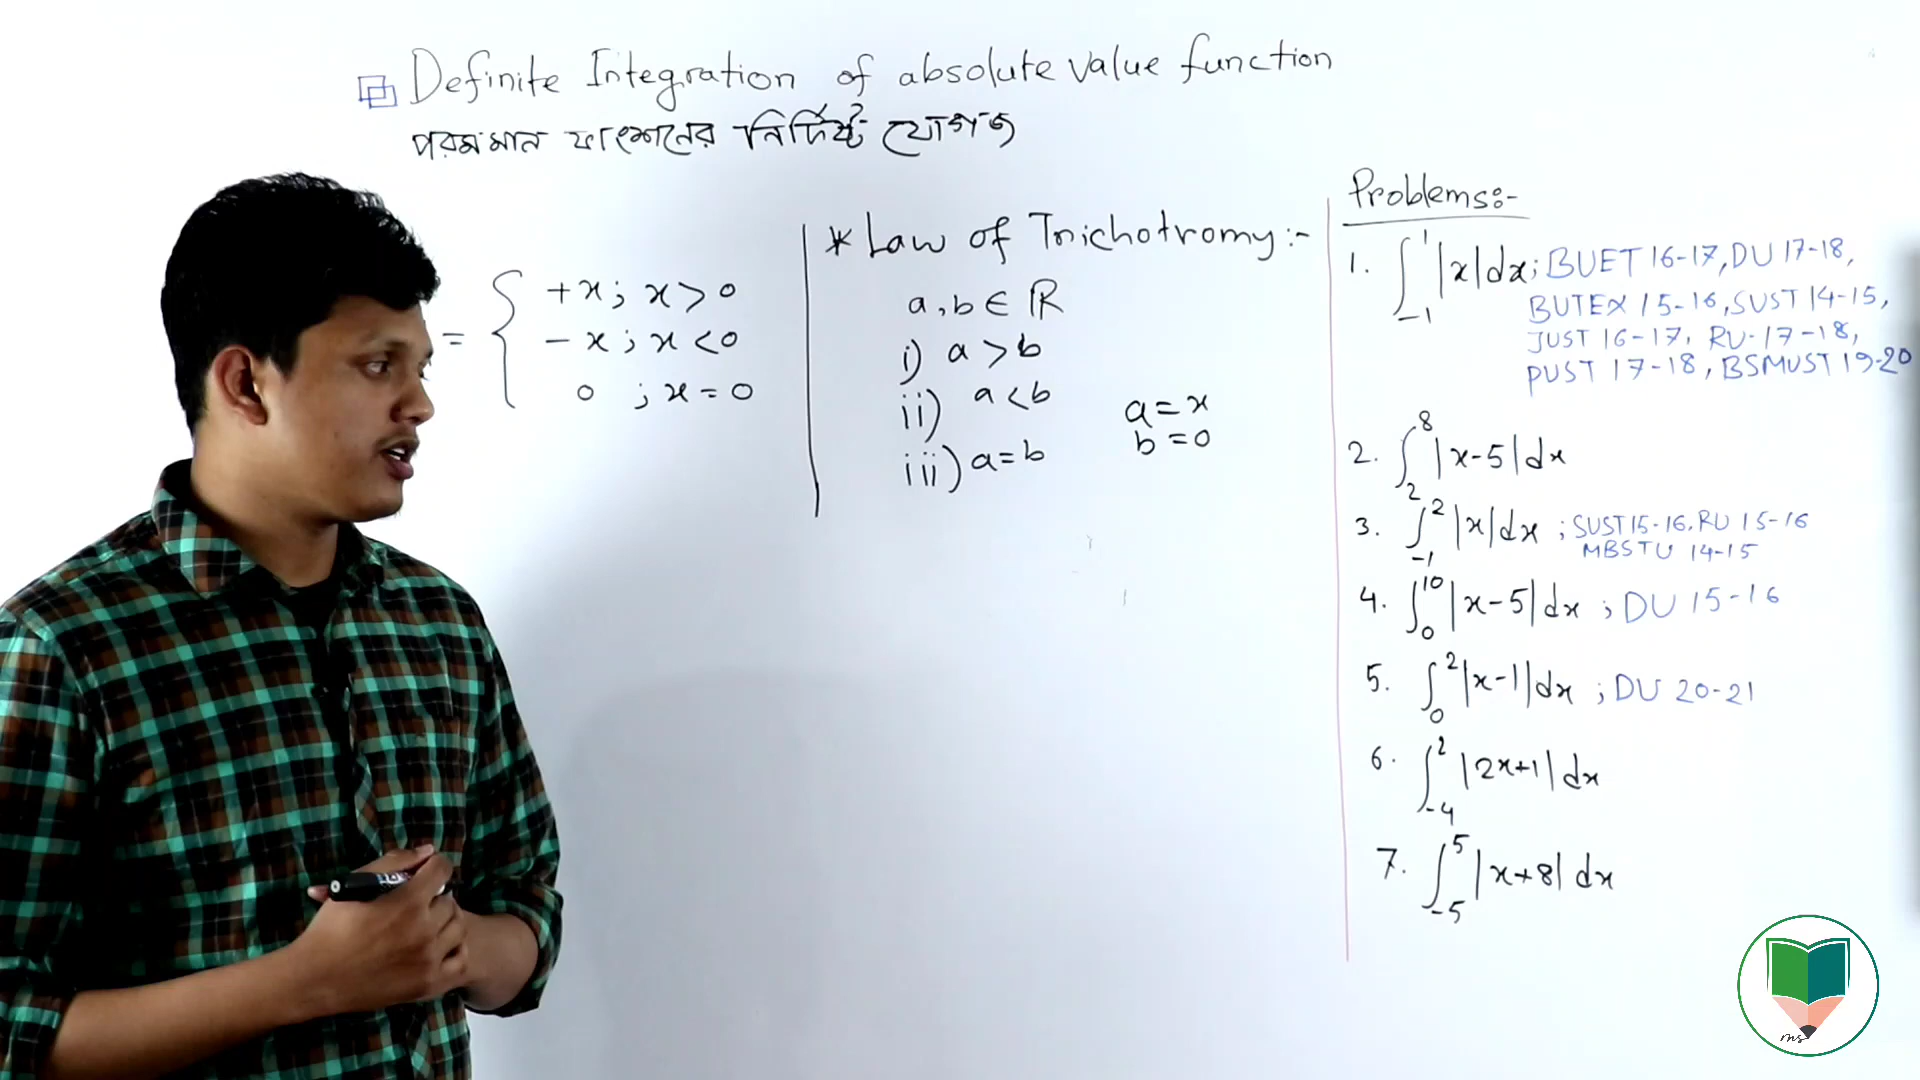 Definite Integration of absolute value function
পরমমান ফাংশনের নির্দিষ্ট যোগজ
= { +x ; x > 0
- x ; x < 0
0 ; x = 0
* Law of Trichotromy :-
a , b ∈ ℝ
i) a > b
ii) a < b
iii) a = b
a = x
b = 0
Problems :-
1. ∫_{-1}^{1} |x| dx ; BUET 16-17, DU 17-18,
BUTEX 15-16, SUST 14-15,
JUST 16-17, RU-17-18,
PUST 17-18, BSMUST 19-20
2. ∫_{2}^{8} |x-5| dx
3. ∫_{-1}^{2} |x| dx ; SUST 15-16, RU 15-16
MBSTU 14-15
4. ∫_{0}^{10} |x-5| dx ; DU 15-16
5. ∫_{0}^{2} |x-1| dx ; DU 20-21
6. ∫_{-4}^{2} |2x+1| dx
7. ∫_{-5}^{5} |x+8| dx
ms